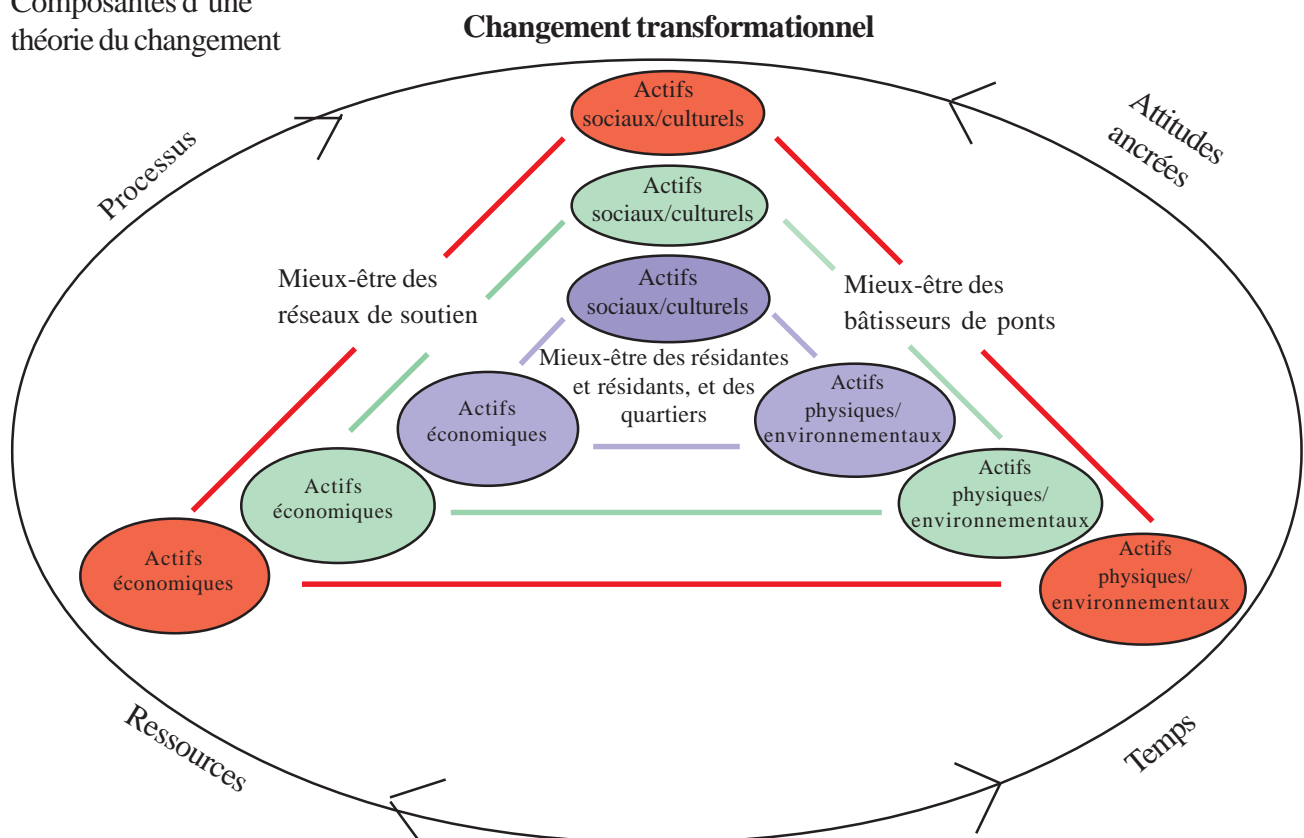 Composantes d'une
théorie du changement
Changement transformationnel
Processus
Attitudes
ancrées
Actifs
sociaux/culturels
Actifs
sociaux/culturels
Actifs
sociaux/culturels
Mieux-être des
réseaux de soutien
Mieux-être des
bâtisseurs de ponts
Mieux-être des résidantes
et résidants, et des
quartiers
Actifs
économiques
Actifs
physiques/
environnementaux
Actifs
économiques
Actifs
physiques/
environnementaux
Actifs
économiques
Actifs
physiques/
environnementaux
Ressources
Temps